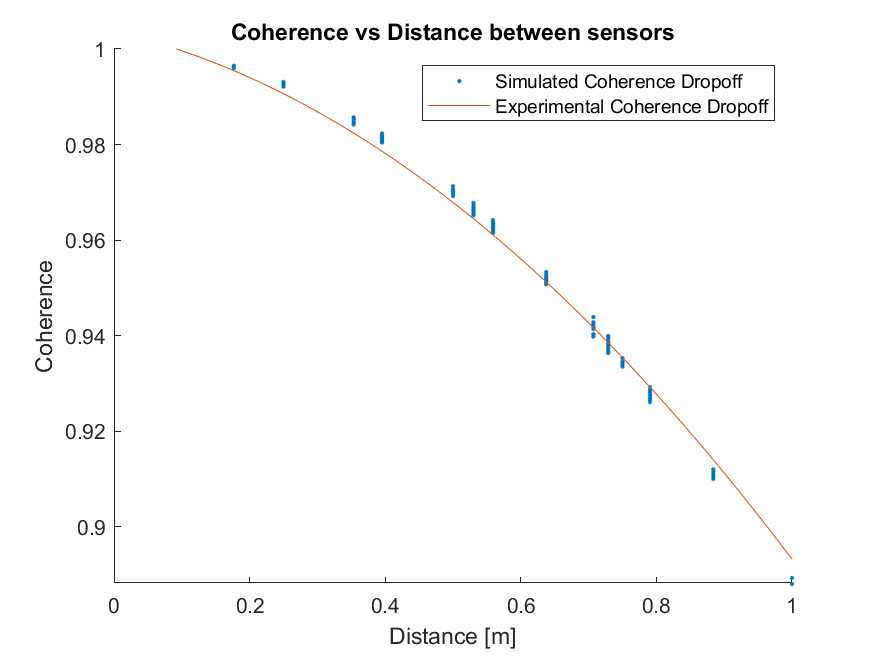 Coherence vs Distance between sensors
1
Simulated Coherence Dropoff
Experimental Coherence Dropoff
0.98
0.96
Coherence
0.94
0.92
0.9
0 0.2 0.4 0.6 0.8 1
Distance [m]